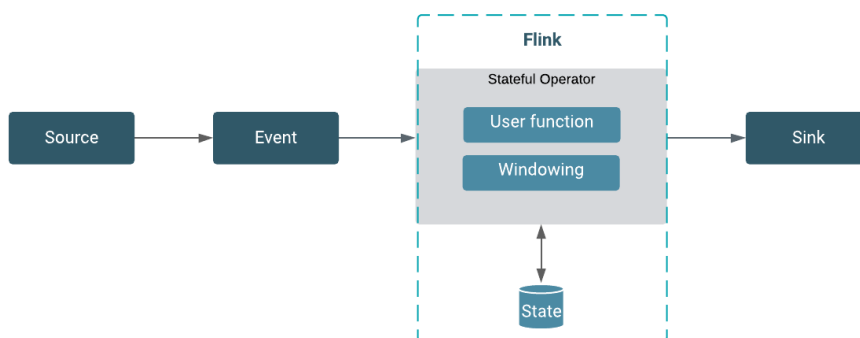 Flink
Stateful Operator
Source
Event
User function
Windowing
Sink
State